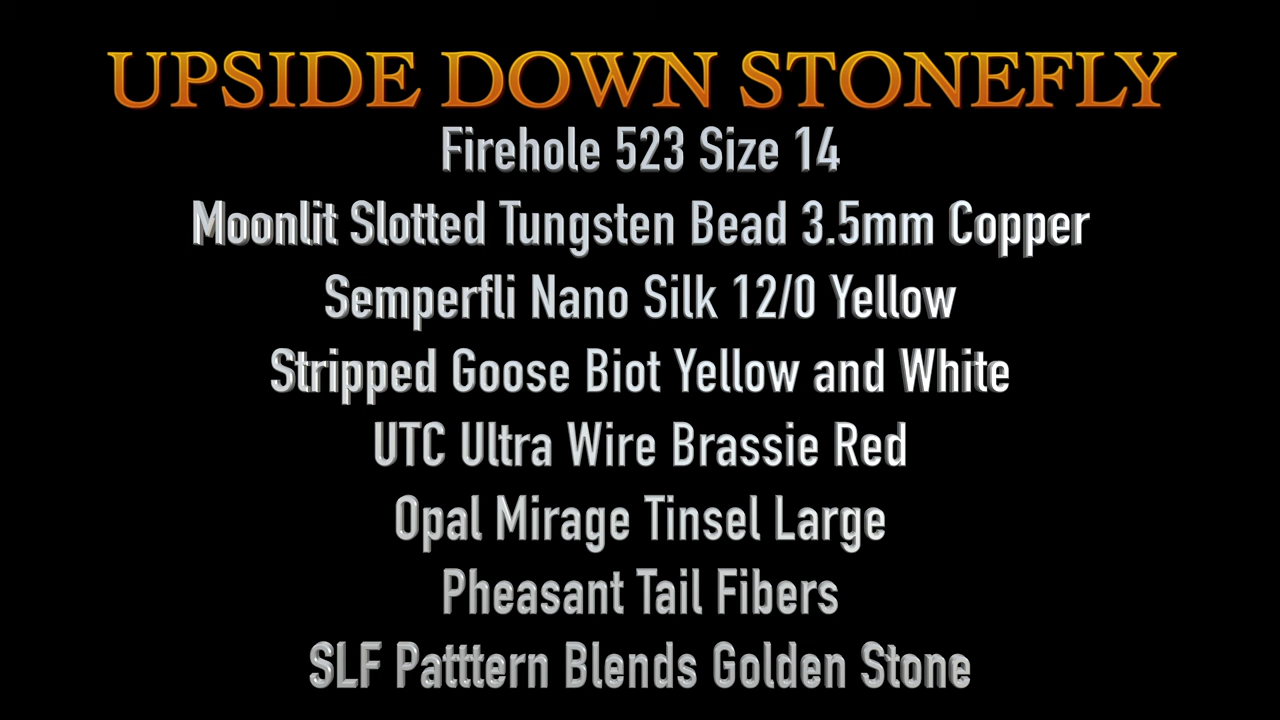 UPSIDE DOWN STONEFLY
Firehole 523 Size 14
Moonlit Slotted Tungsten Bead 3.5mm Copper
Semperfli Nano Silk 12/0 Yellow
Stripped Goose Biot Yellow and White
UTC Ultra Wire Brassie Red
Opal Mirage Tinsel Large
Pheasant Tail Fibers
SLF Patttern Blends Golden Stone